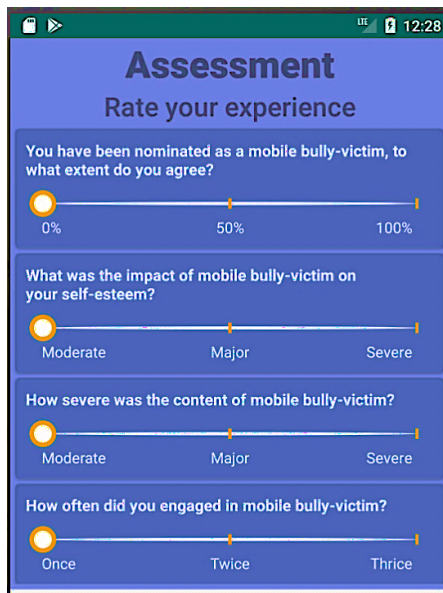 LTE 12:28
Assessment
Rate your experience
You have been nominated as a mobile bully-victim, to
what extent do you agree?
0% 50% 100%
What was the impact of mobile bully-victim on
your self-esteem?
Moderate Major Severe
How severe was the content of mobile bully-victim?
Moderate Major Severe
How often did you engaged in mobile bully-victim?
Once Twice Thrice